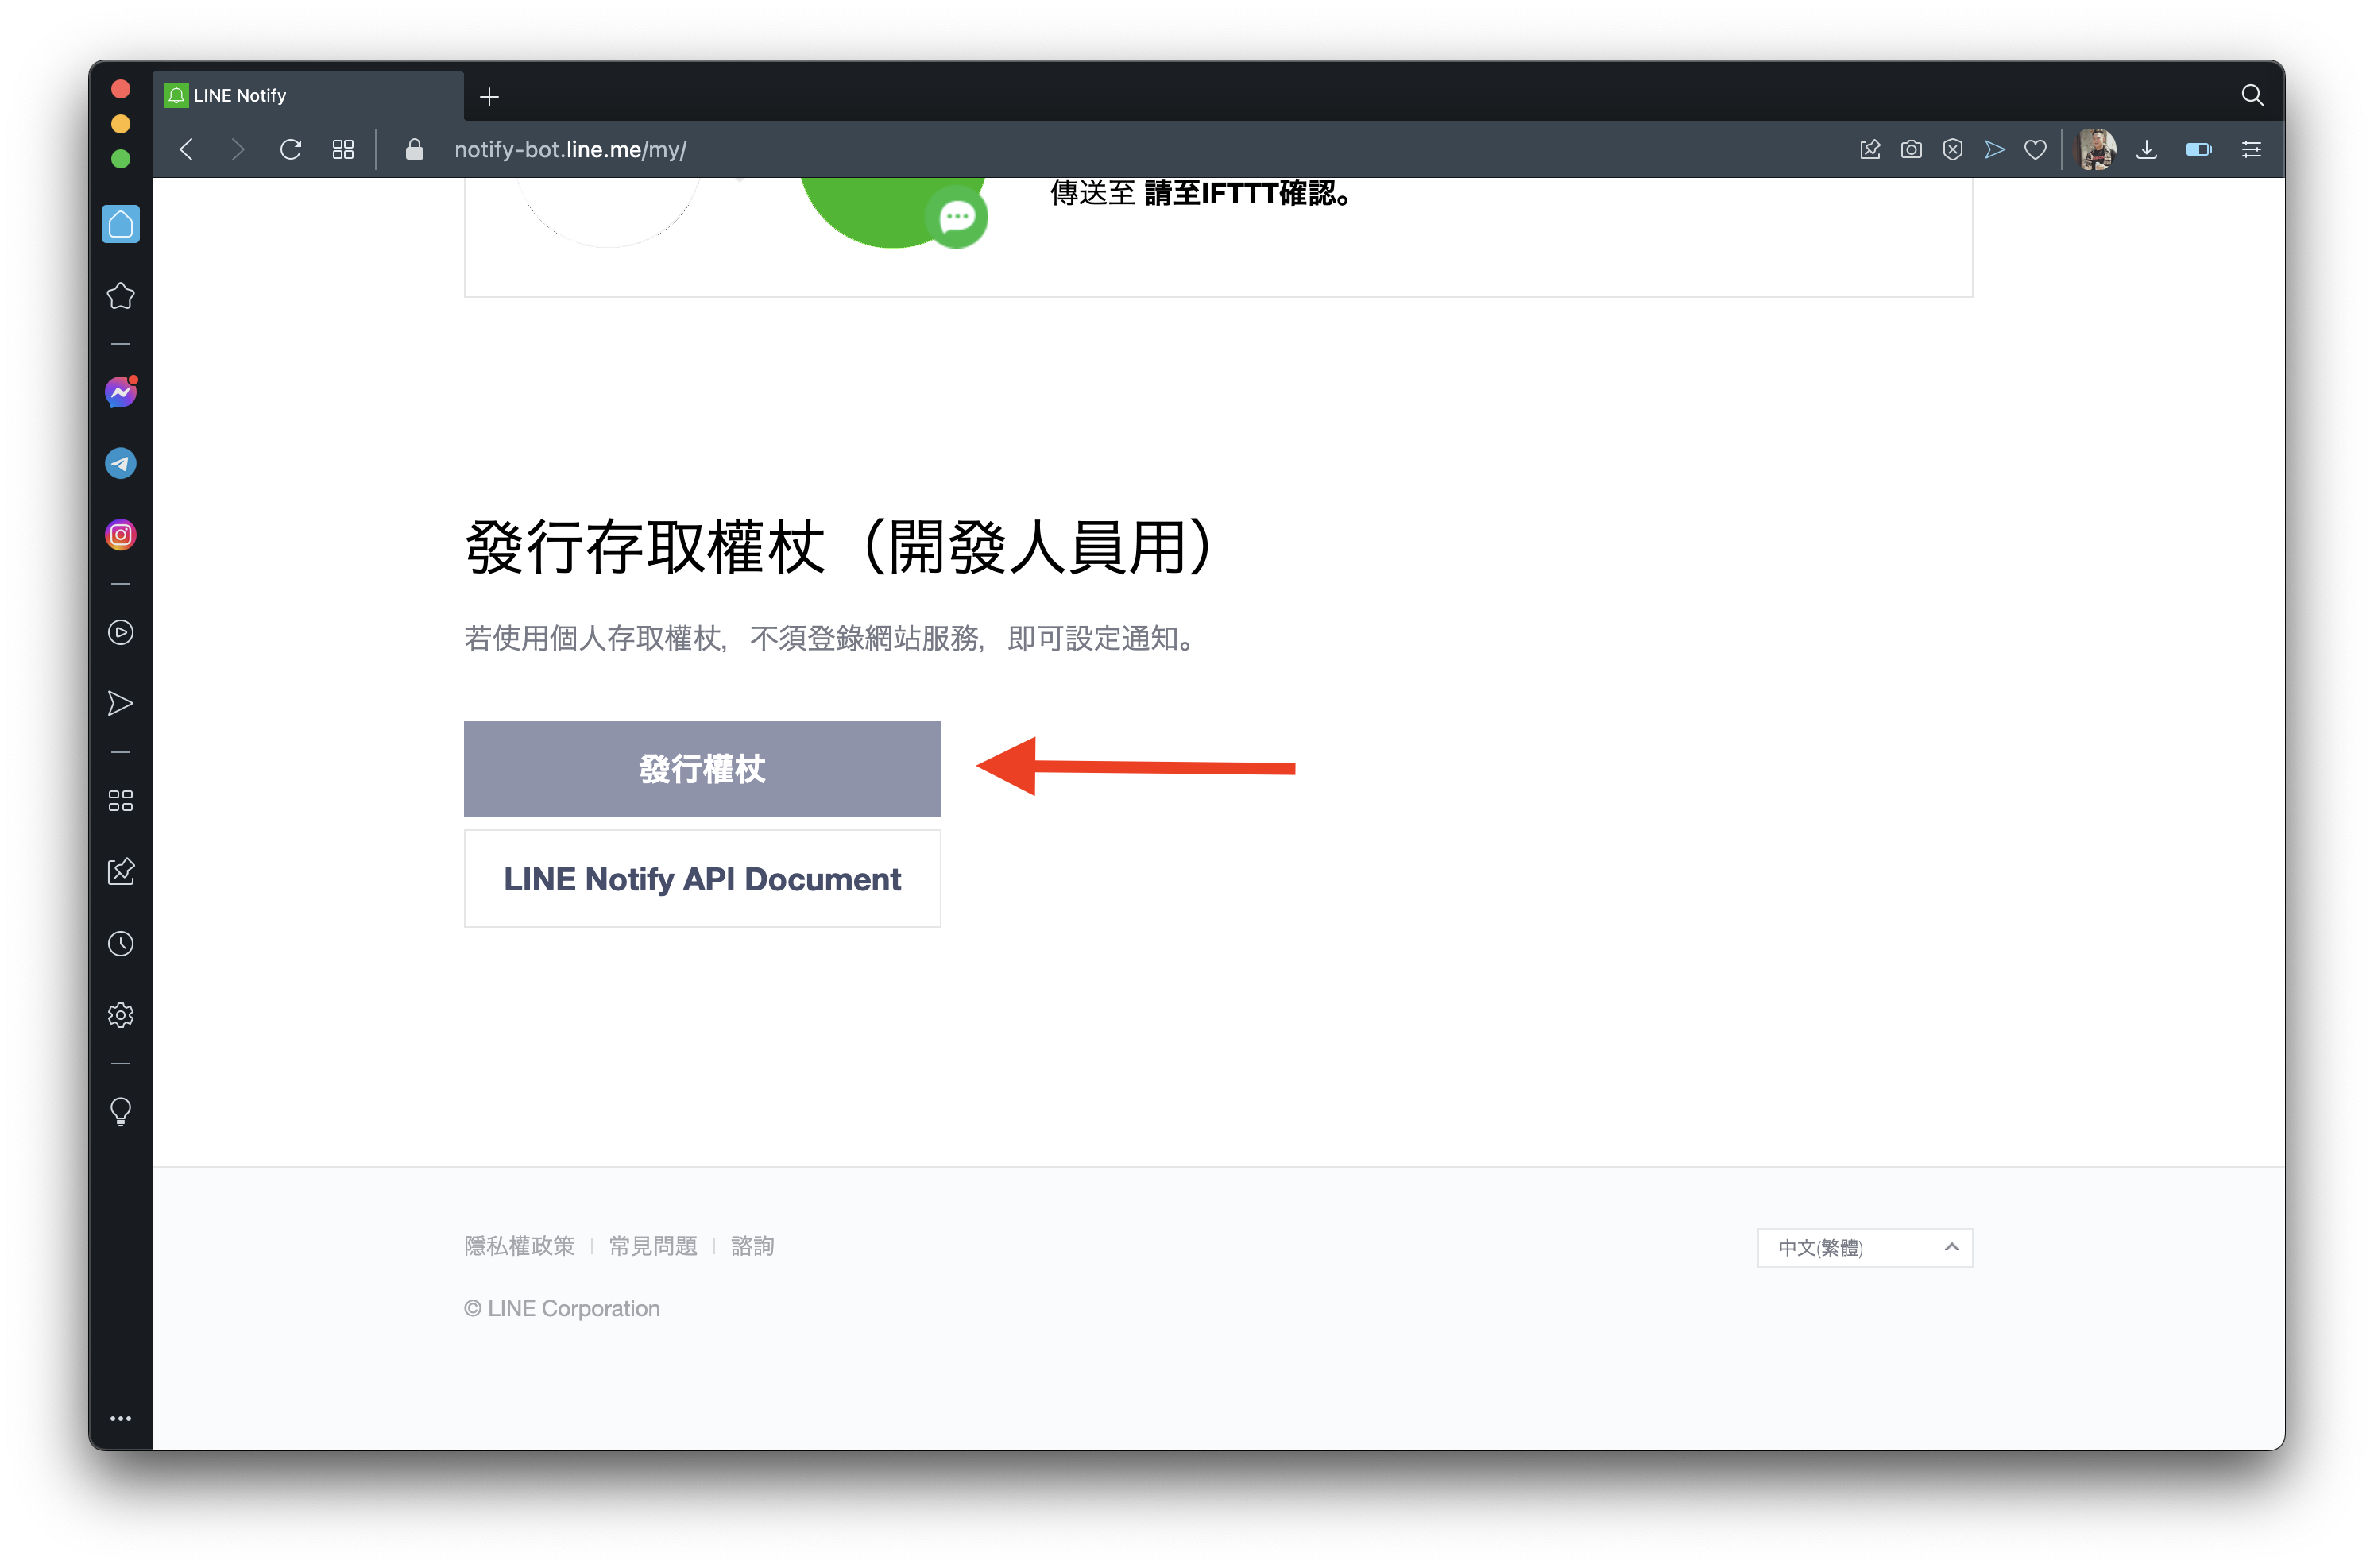 LINE Notify
notify-bot.line.me/my/
傳送至 請至IFTTT確認。
發行存取權杖（開發人員用）
若使用個人存取權杖，不須登錄網站服務，即可設定通知。
發行權杖
LINE Notify API Document
隱私權政策 | 常見問題 | 諮詢
中文(繁體)
© LINE Corporation